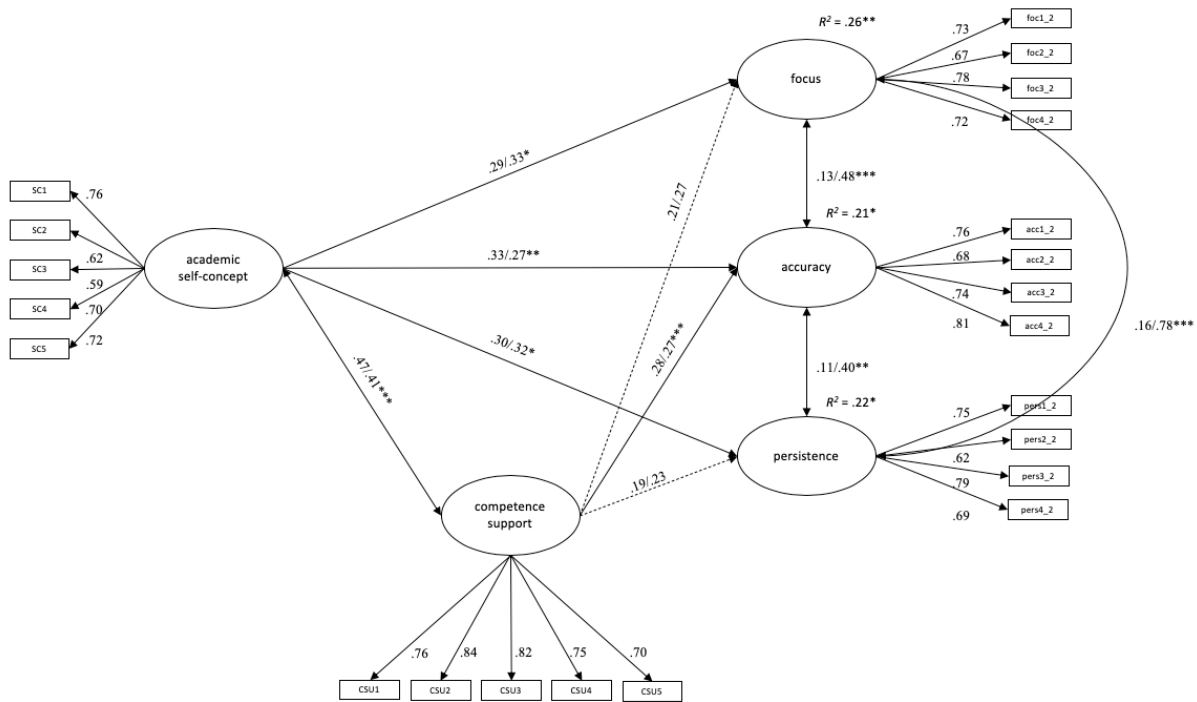 R² = .26**
foc1_2
.73
foc2_2
.67
focus
.78
foc3_2
.72
foc4_2
.29/.33*
.13/.48***
SC1
.76
.21/.27
R² = .21*
SC2
acc1_2
.76
academic
self-concept
.62
SC3
.33/.27**
accuracy
.68
acc2_2
.59
SC4
.74
acc3_2
.70
.72
SC5
.81
acc4_2
.16/.78***
.30/.32*
.28/.27***
.11/.40**
.47/.41***
R² = .22*
pers1_2
.75
pers2_2
persistence
.62
pers3_2
.79
.19/.23
pers4_2
.69
competence
support
.76
.84
.82
.75
.70
CSU1
CSU2
CSU3
CSU4
CSU5